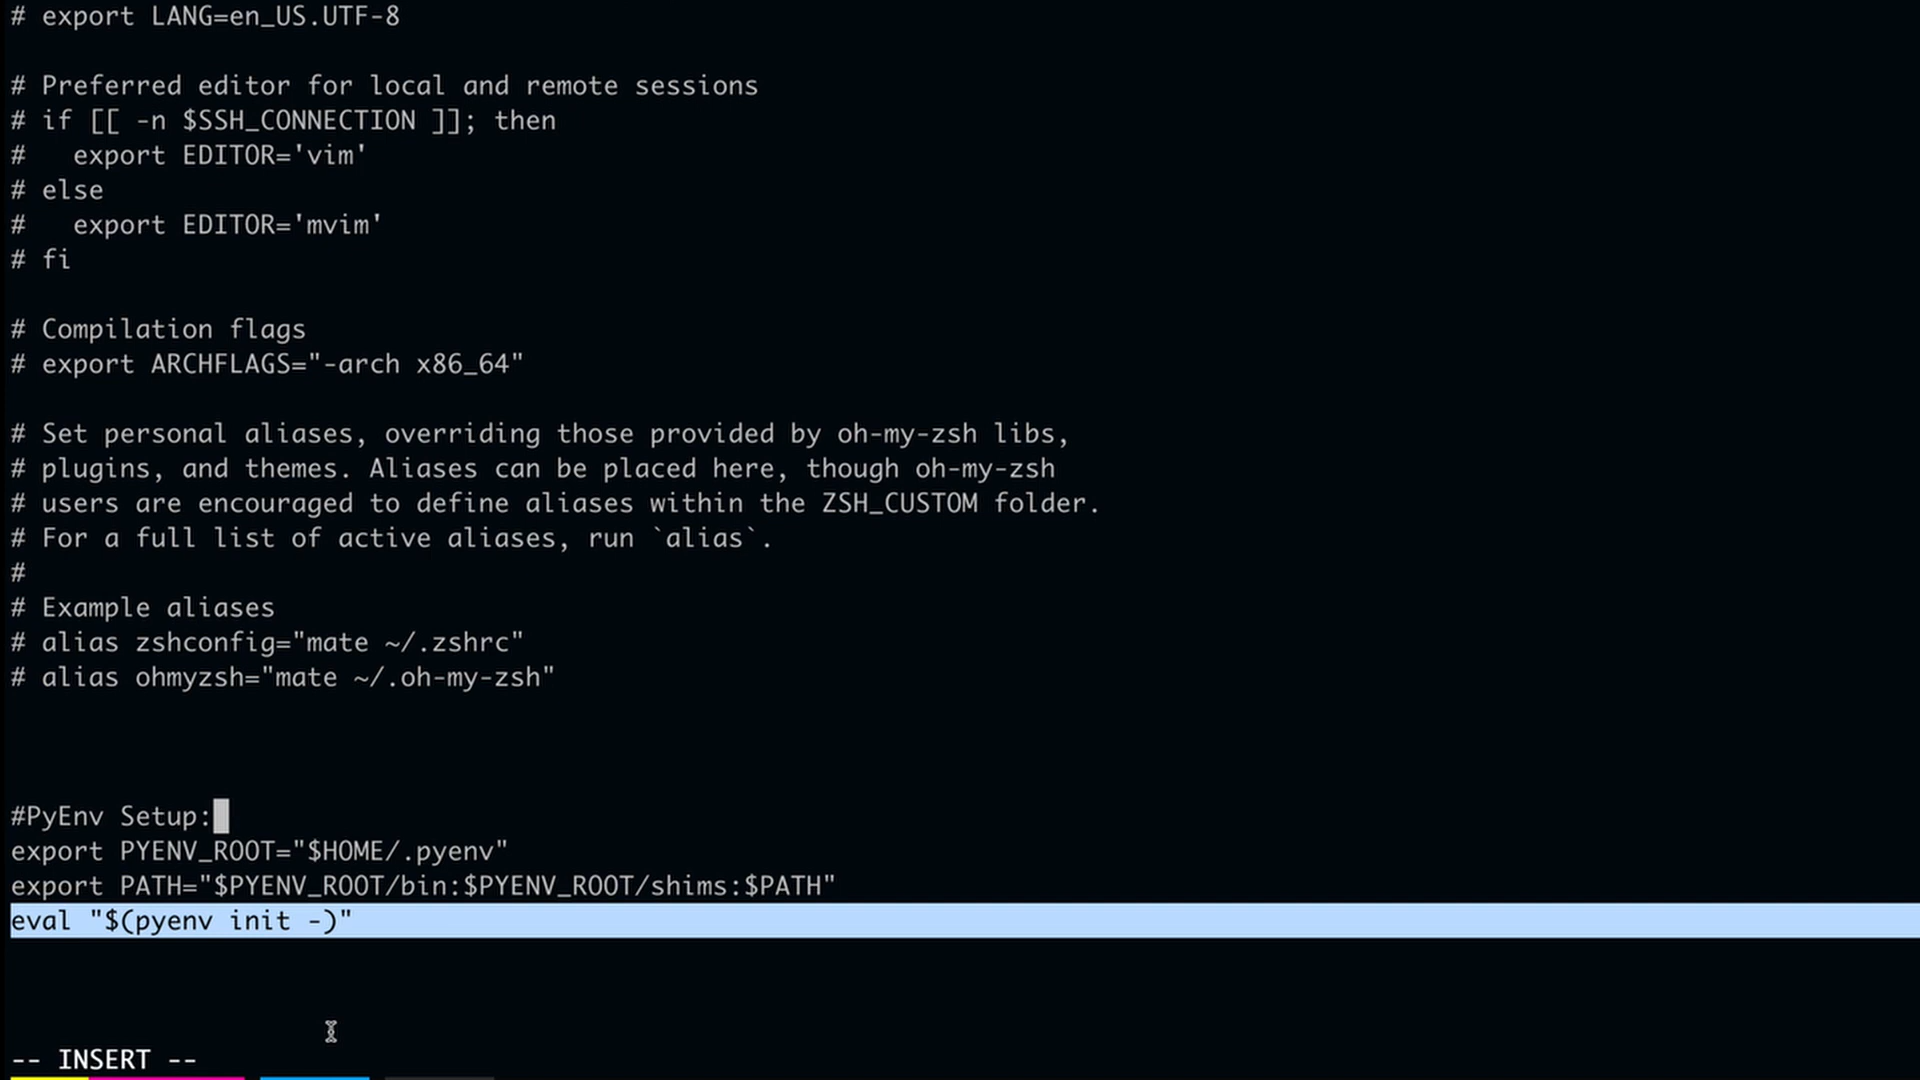 # export LANG=en_US.UTF-8
# Preferred editor for local and remote sessions
# if [[ -n $SSH_CONNECTION ]]; then
#   export EDITOR='vim'
# else
#   export EDITOR='mvim'
# fi
# Compilation flags
# export ARCHFLAGS="-arch x86_64"
# Set personal aliases, overriding those provided by oh-my-zsh libs,
# plugins, and themes. Aliases can be placed here, though oh-my-zsh
# users are encouraged to define aliases within the ZSH_CUSTOM folder.
# For a full list of active aliases, run `alias`.
#
# Example aliases
# alias zshconfig="mate ~/.zshrc"
# alias ohmyzsh="mate ~/.oh-my-zsh"
#PyEnv Setup:
export PYENV_ROOT="$HOME/.pyenv"
export PATH="$PYENV_ROOT/bin:$PYENV_ROOT/shims:$PATH"
eval "$(pyenv init -)"
-- INSERT --